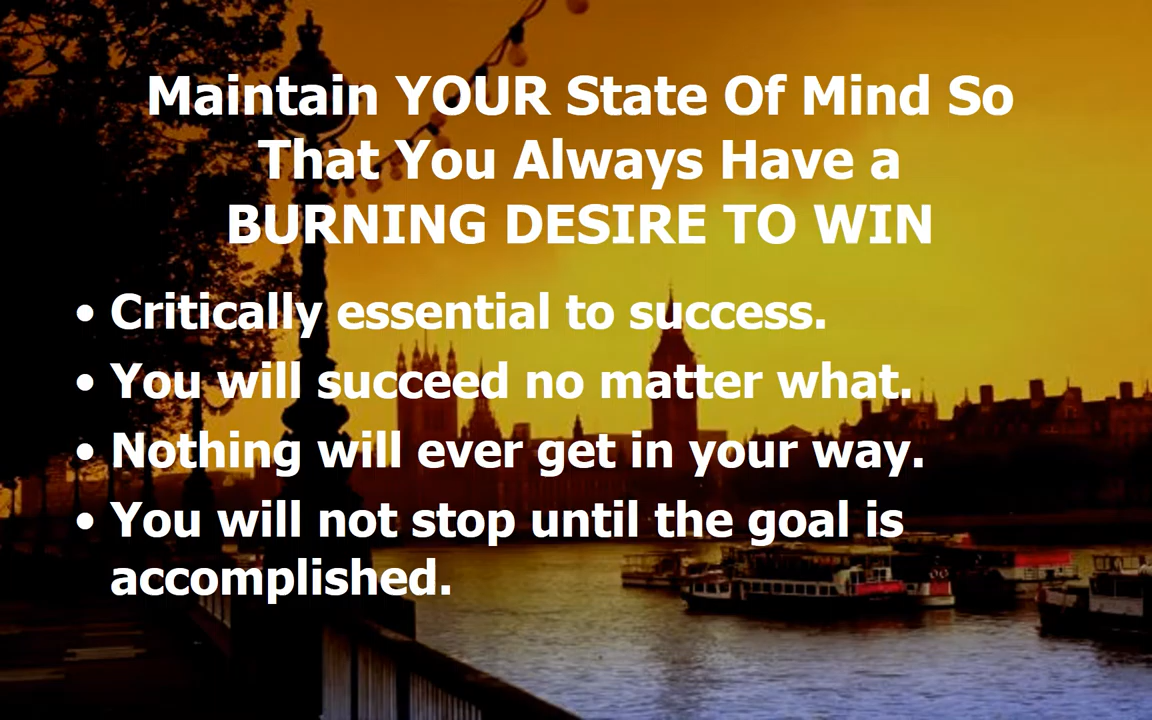 Maintain YOUR State Of Mind So
That You Always Have a
BURNING DESIRE TO WIN
• Critically essential to success.
• You will succeed no matter what.
• Nothing will ever get in your way.
• You will not stop until the goal is
accomplished.